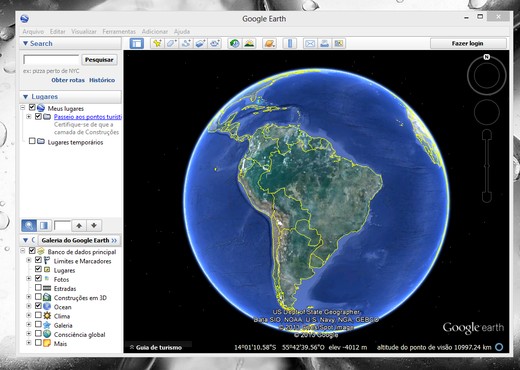 Google Earth
Arquivo Editar Visualizar Ferramentas Adicionar Ajuda
Search
Pesquisar
ex: pizza perto de NYC
Obter rotas Histórico
Fazer login
N
Lugares
Meus lugares
Passeio aos pontos turísti
Certifique-se de que a
camada de Construções
Lugares temporários
Galeria do Google Earth »
Banco de dados principal
Limites e Marcadores
Lugares
Fotos
Estradas
Construções em 3D
Ocean
Clima
Galeria
Consciência global
Mais
US Dept of State Geographer
Data SIO, NOAA, U.S. Navy, NGA, GEBCO
© 2013 Google
Google earth
Guia de turismo
14°01'10.58"S 55°42'39.56"O elev -4012 m altitude do ponto de visão 10997.24 km